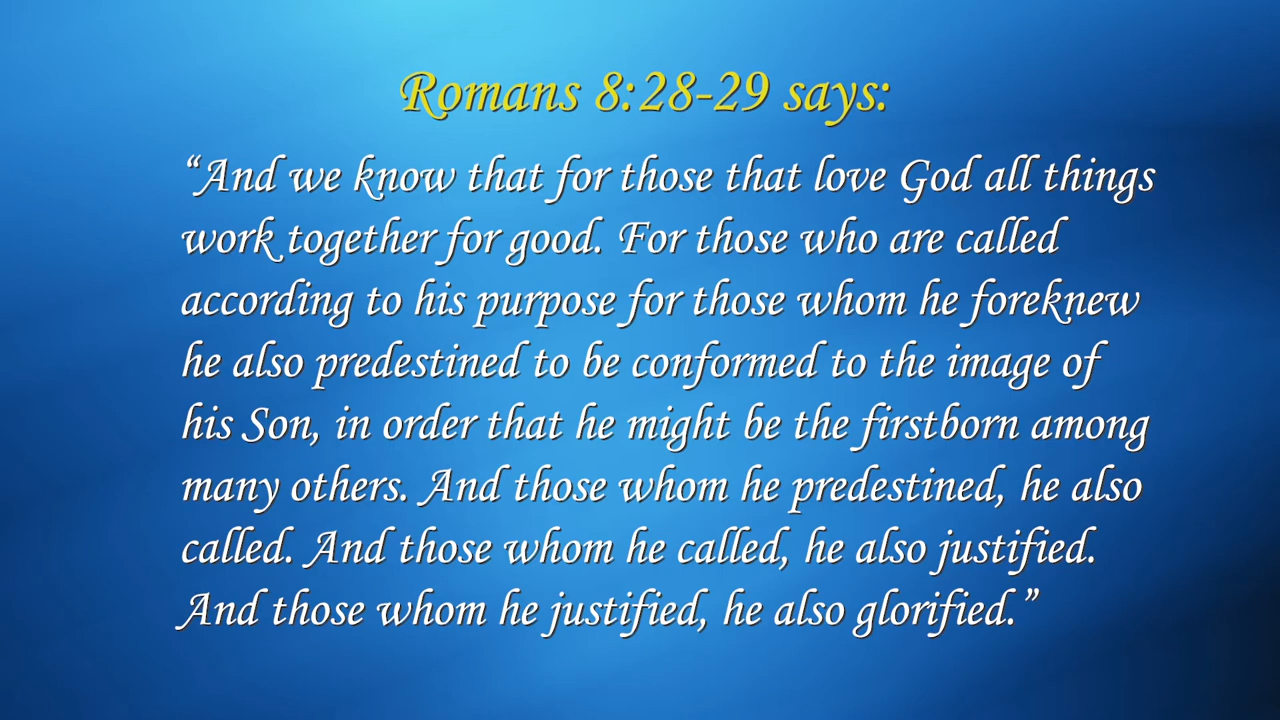 Romans 8:28-29 says:
“And we know that for those that love God all things
work together for good. For those who are called
according to his purpose for those whom he foreknew
he also predestined to be conformed to the image of
his Son, in order that he might be the firstborn among
many others. And those whom he predestined, he also
called. And those whom he called, he also justified.
And those whom he justified, he also glorified.”